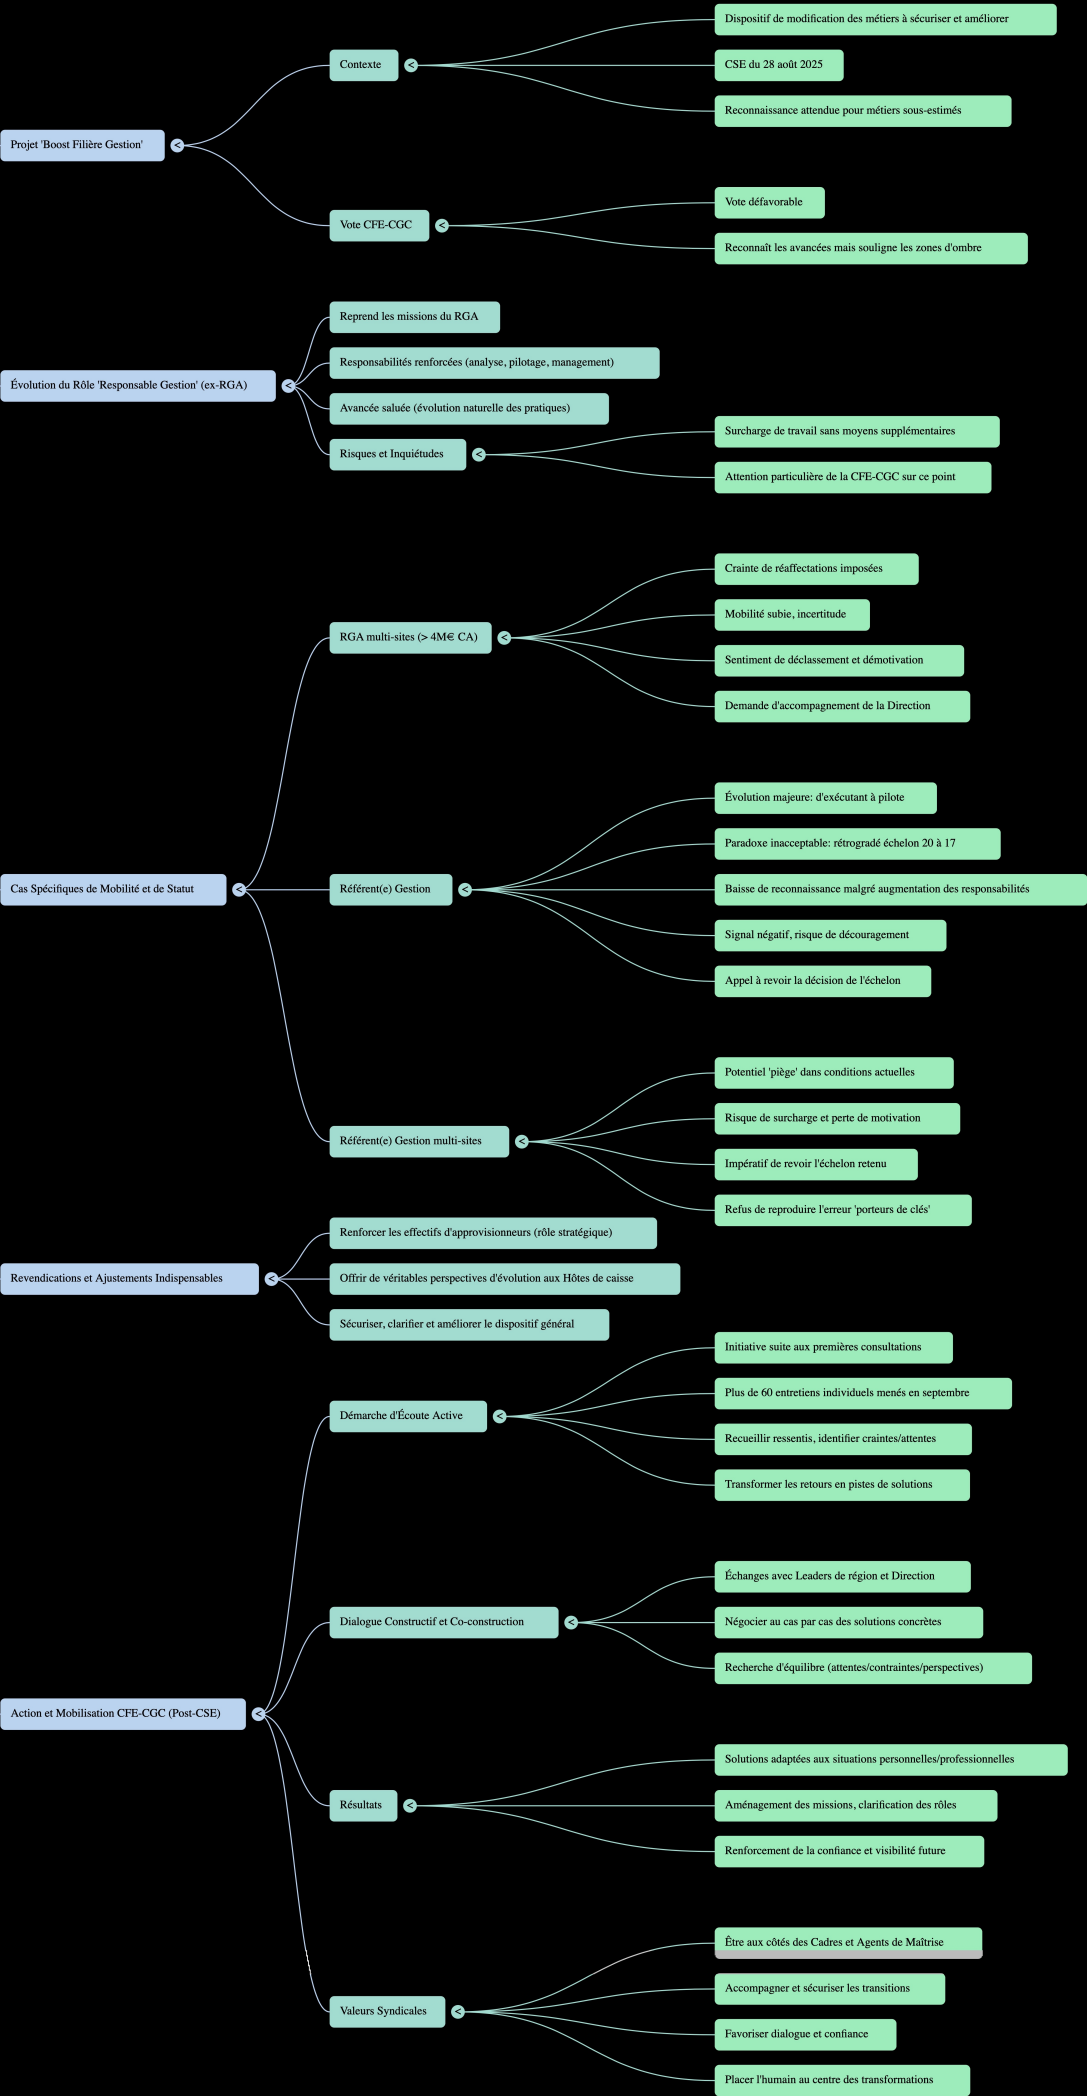 Projet 'Boost Filière Gestion'
<
Contexte
<
Dispositif de modification des métiers à sécuriser et améliorer
CSE du 28 août 2025
Reconnaissance attendue pour métiers sous-estimés
Vote CFE-CGC
<
Vote défavorable
Reconnaît les avancées mais souligne les zones d'ombre
Évolution du Rôle 'Responsable Gestion' (ex-RGA)
<
Reprend les missions du RGA
Responsabilités renforcées (analyse, pilotage, management)
Avancée saluée (évolution naturelle des pratiques)
Risques et Inquiétudes
<
Surcharge de travail sans moyens supplémentaires
Attention particulière de la CFE-CGC sur ce point
Cas Spécifiques de Mobilité et de Statut
<
RGA multi-sites (> 4M€ CA)
<
Crainte de réaffectations imposées
Mobilité subie, incertitude
Sentiment de déclassement et démotivation
Demande d'accompagnement de la Direction
Référent(e) Gestion
<
Évolution majeure: d'exécutant à pilote
Paradoxe inacceptable: rétrogradé échelon 20 à 17
Baisse de reconnaissance malgré augmentation des responsabilités
Signal négatif, risque de découragement
Appel à revoir la décision de l'échelon
Référent(e) Gestion multi-sites
<
Potentiel 'piège' dans conditions actuelles
Risque de surcharge et perte de motivation
Impératif de revoir l'échelon retenu
Refus de reproduire l'erreur 'porteurs de clés'
Revendications et Ajustements Indispensables
<
Renforcer les effectifs d'approvisionneurs (rôle stratégique)
Offrir de véritables perspectives d'évolution aux Hôtes de caisse
Sécuriser, clarifier et améliorer le dispositif général
Action et Mobilisation CFE-CGC (Post-CSE)
<
Démarche d'Écoute Active
<
Initiative suite aux premières consultations
Plus de 60 entretiens individuels menés en septembre
Recueillir ressentis, identifier craintes/attentes
Transformer les retours en pistes de solutions
Dialogue Constructif et Co-construction
<
Échanges avec Leaders de région et Direction
Négocier au cas par cas des solutions concrètes
Recherche d'équilibre (attentes/contraintes/perspectives)
Résultats
<
Solutions adaptées aux situations personnelles/professionnelles
Aménagement des missions, clarification des rôles
Renforcement de la confiance et visibilité future
Valeurs Syndicales
<
Être aux côtés des Cadres et Agents de Maîtrise
Accompagner et sécuriser les transitions
Favoriser dialogue et confiance
Placer l'humain au centre des transformations